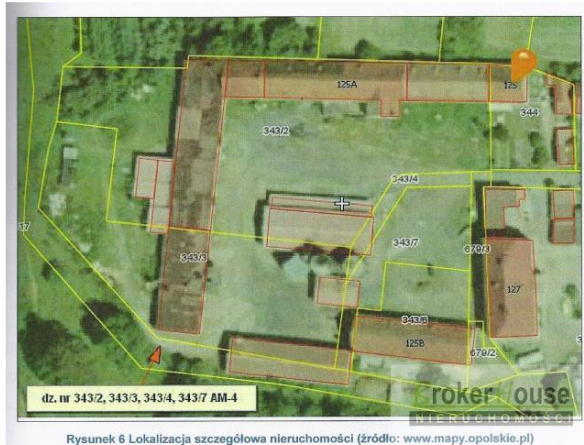 125A
125
344
343/2
343/4
17
343/3
343/7
679/3
127
343/6
125B
679/2
dz. nr 343/2, 343/3, 343/4, 343/7 AM-4
Broker House
NIERUCHOMOŚCI
Rysunek 6 Lokalizacja szczegółowa nieruchomości (źródło: www.mapy.opolskie.pl)